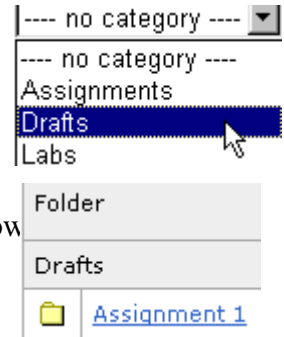 ---- no category ----
---- no category ----
Assignments
Drafts
Labs
Folder
Drafts
Assignment 1